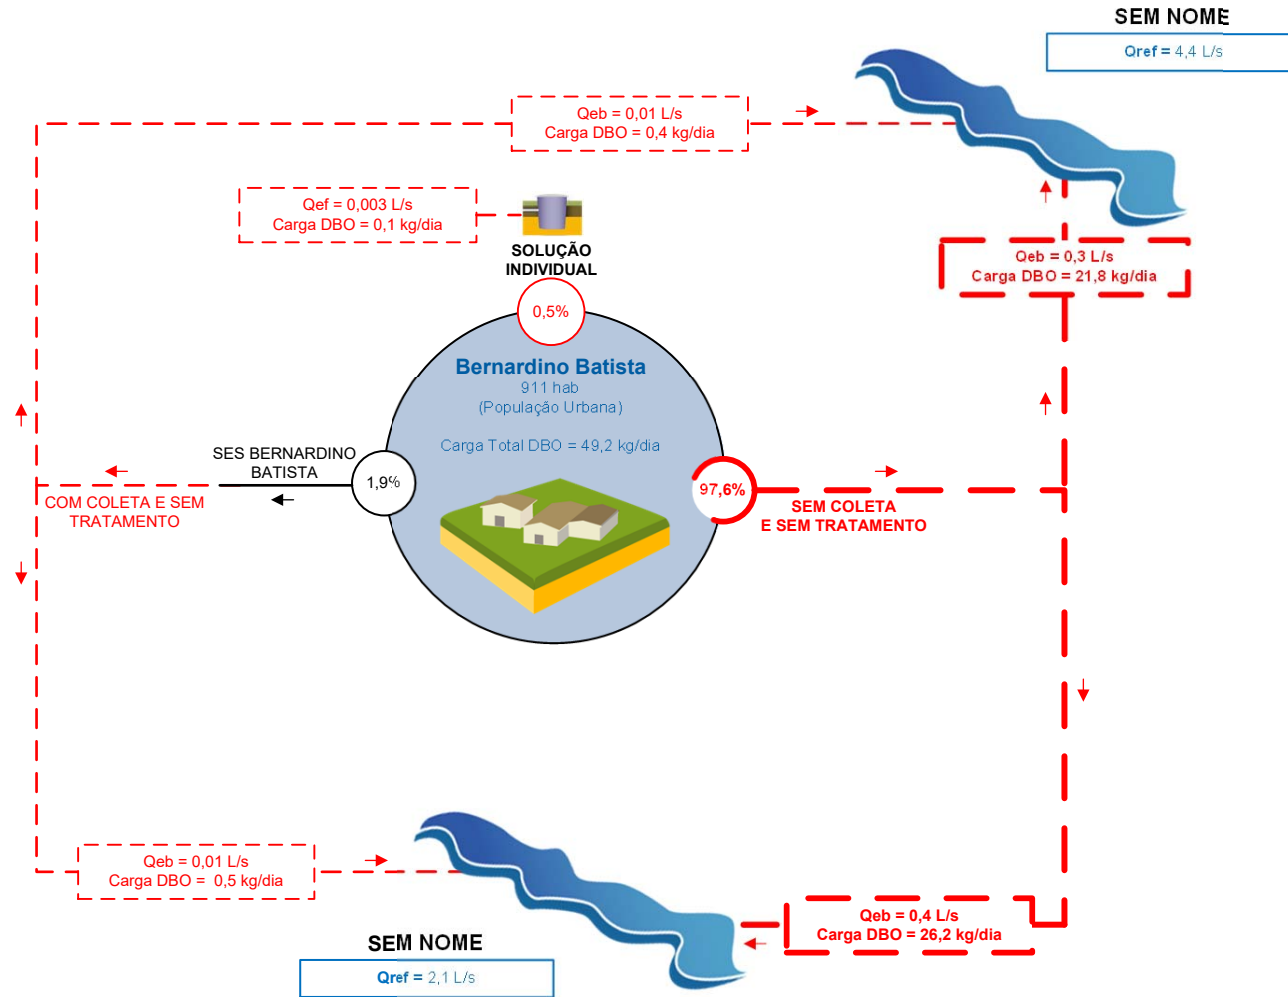 SEM NOME
Qref = 4,4 L/s
Qeb = 0,01 L/s
Carga DBO = 0,4 kg/dia
Qef = 0,003 L/s
Carga DBO = 0,1 kg/dia
SOLUÇÃO
INDIVIDUAL
Qeb = 0,3 L/s
Carga DBO = 21,8 kg/dia
0,5%
Bernardino Batista
911 hab
(População Urbana)
Carga Total DBO = 49,2 kg/dia
SES BERNARDINO
BATISTA
1,9%
97,6%
COM COLETA E SEM
TRATAMENTO
SEM COLETA
E SEM TRATAMENTO
Qeb = 0,01 L/s
Carga DBO = 0,5 kg/dia
Qeb = 0,4 L/s
Carga DBO = 26,2 kg/dia
SEM NOME
Qref = 2,1 L/s